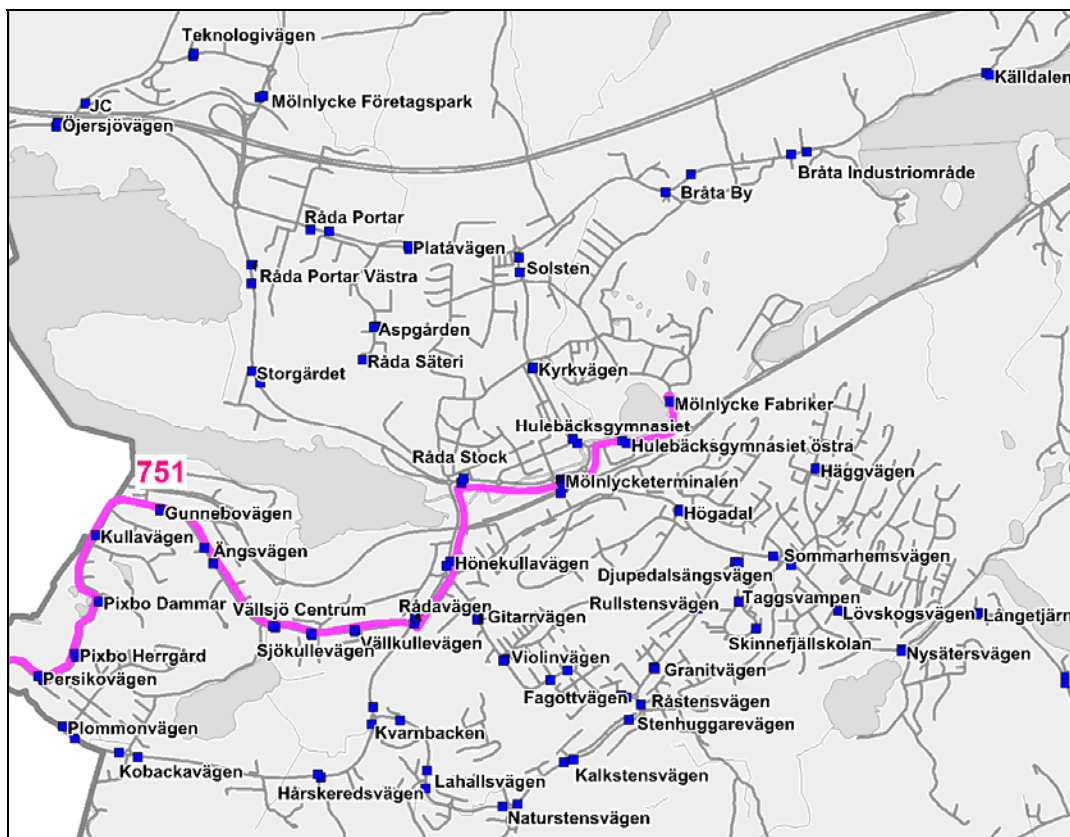 Teknologivägen
Källdalen
JC
Mölnlycke Företagspark
Öjersjövägen
Bråta Industriområde
Bråta By
Råda Portar
Platåvägen
Solsten
Råda Portar Västra
Aspgården
Råda Säteri
Storgärdet
Kyrkvägen
Mölnlycke Fabriker
Hulebäcksgymnasiet
Hulebäcksgymnasiet östra
Råda Stock
751
Häggvägen
Mölnlycketerminalen
Gunnebovägen
Högadal
Kullavägen
Ängsvägen
Hönekullavägen
Sommarhemsvägen
Djupedalsängsvägen
Pixbo Dammar
Vällsjö Centrum
Rådavägen
Rullstensvägen
Taggsvampen
Lövskogsvägen
Långetjärn
Gitarrvägen
Sjökullevägen
Vällkullevägen
Skinnefjällskolan
Nysätersvägen
Pixbo Herrgård
Violinvägen
Granitvägen
Persikovägen
Fagottvägen
Råstensvägen
Plommonvägen
Kvarnbacken
Stenhuggarevägen
Kobackavägen
Kalkstensvägen
Lahallsvägen
Hårskeredsvägen
Naturstensvägen